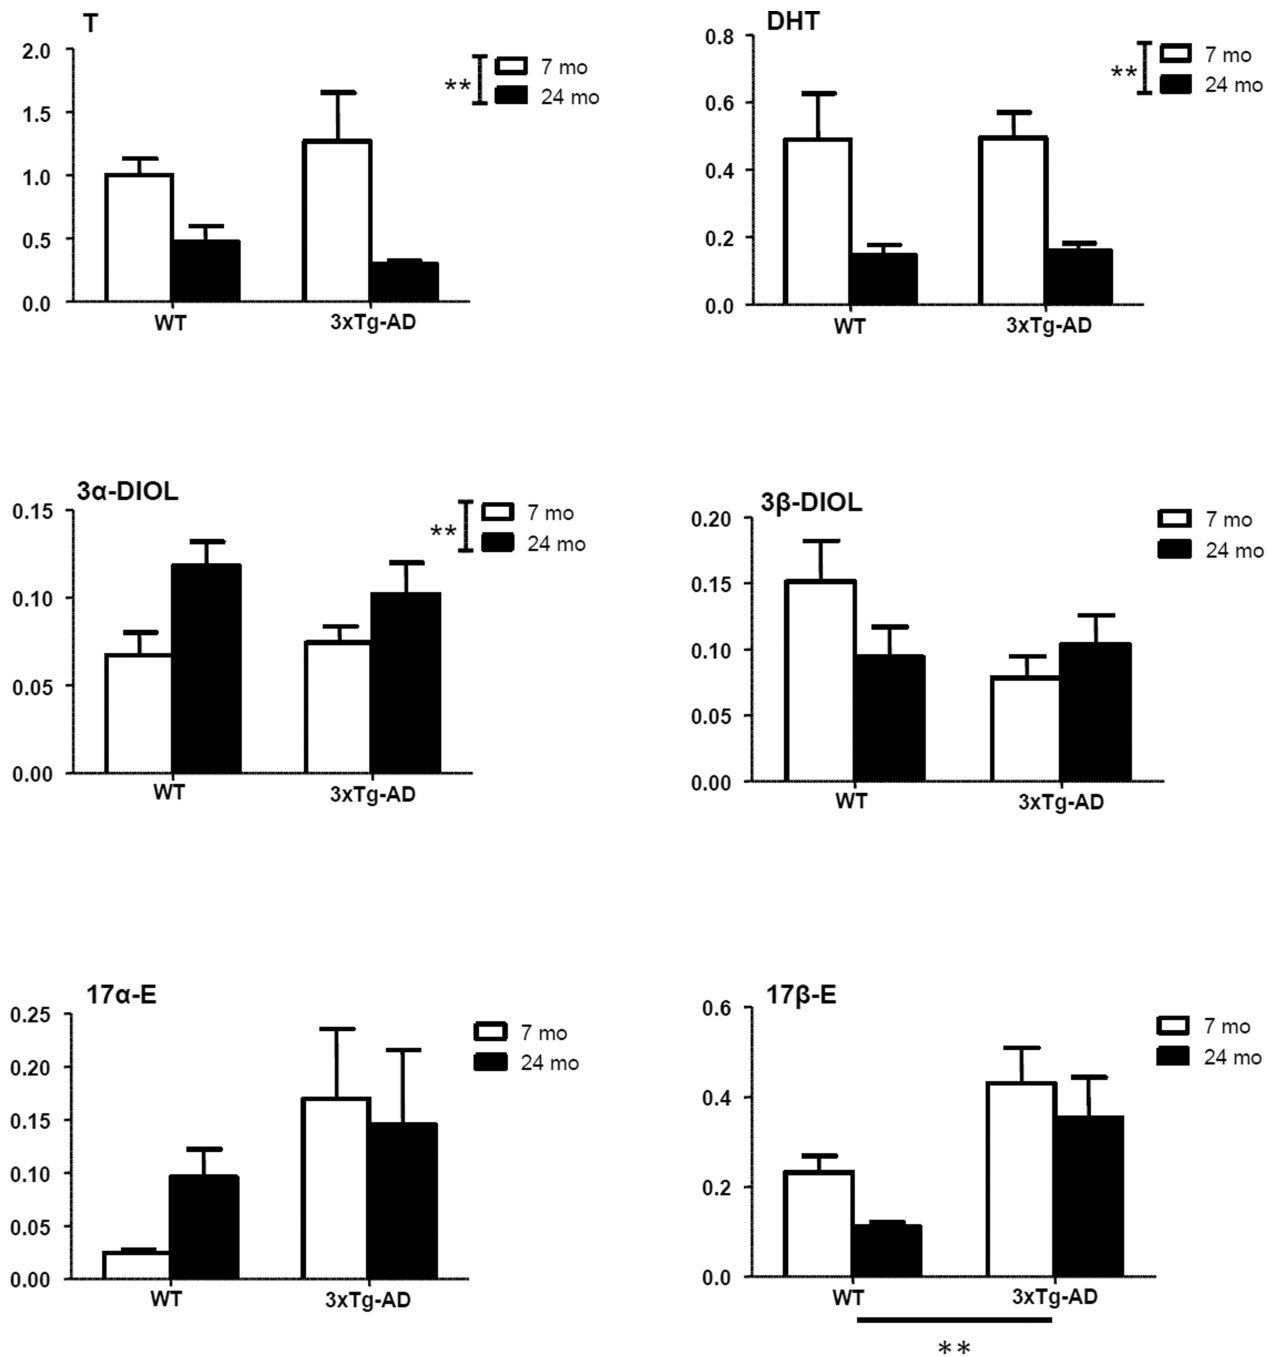 T
2.0
1.5
1.0
0.5
0.0
WT
3xTg-AD
**
7 mo
24 mo
DHT
0.8
0.6
0.4
0.2
0.0
WT
3xTg-AD
**
7 mo
24 mo
3α-DIOL
0.15
0.10
0.05
0.00
WT
3xTg-AD
**
7 mo
24 mo
3β-DIOL
0.20
0.15
0.10
0.05
0.00
WT
3xTg-AD
7 mo
24 mo
17α-E
0.25
0.20
0.15
0.10
0.05
0.00
WT
3xTg-AD
7 mo
24 mo
17β-E
0.6
0.4
0.2
0.0
WT
3xTg-AD
**
7 mo
24 mo